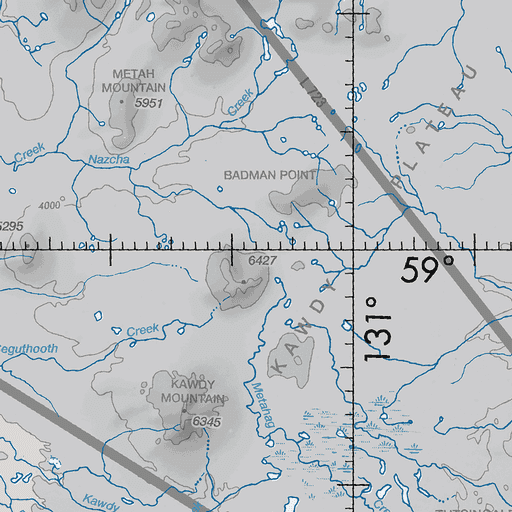 METAH
MOUNTAIN
5951
Creek
L-123
PLATEAU
Creek
Nazcha
BADMAN POINT
4000
5295
6427
59°
131°
KAWDY
Creek
KAWDY
MOUNTAIN
6345
Metahag
Kawdy